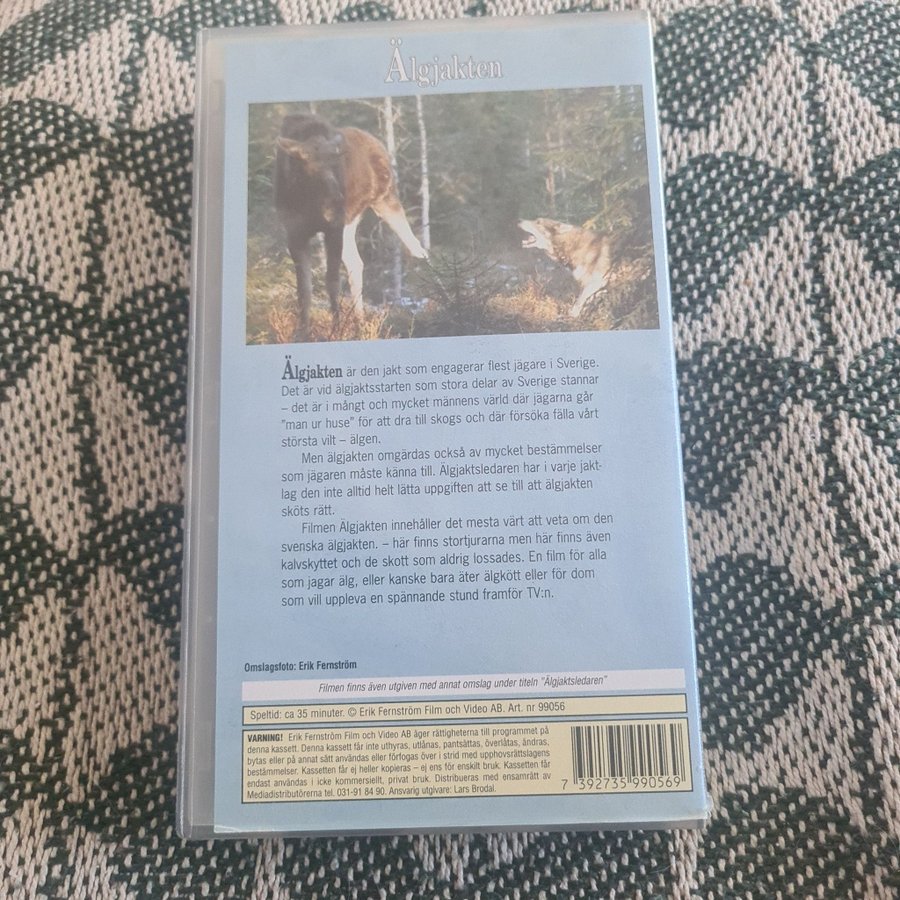 Älgjakten
Älgjakten är den jakt som engagerar flest jägare i Sverige.
Det är vid älgjaktsstarten som stora delar av Sverige stannar
– det är i mångt och mycket männens värld där jägarna går
"man ur huse" för att dra till skogs och där försöka fälla vårt
största vilt – älgen.
Men älgjakten omgärdas också av mycket bestämmelser
som jägaren måste känna till. Älgjaktsledaren har i varje jakt-
lag den inte alltid helt lätta uppgiften att se till att älgjakten
sköts rätt.
Filmen Älgjakten innehåller det mesta värt att veta om den
svenska älgjakten. – här finns stortjurarna men här finns även
kalvskyttet och de skott som aldrig lossades. En film för alla
som jagar älg, eller kanske bara äter älgkött eller för dom
som vill uppleva en spännande stund framför TV:n.
Omslagsfoto: Erik Fernström
Filmen finns även utgiven med annat omslag under titeln "Älgjaktsledaren"
Speltid: ca 35 minuter. © Erik Fernström Film och Video AB. Art. nr 99056
VARNING! Erik Fernström Film och Video AB äger rättigheterna till programmet på
denna kassett. Denna kassett får inte uthyras, utlånas, pantsättas, överlåtas, ändras,
bytas eller på annat sätt användas eller förfogas över i strid med upphovsrättslagens
bestämmelser. Kassetten får ej heller kopieras – ej ens för enskilt bruk. Kassetten får
endast användas i icke kommersiellt, privat bruk. Distribueras med ensamrätt av
Mediadistributörerna tel. 031-91 84 90. Ansvarig utgivare: Lars Brodal.
7 392735 990569